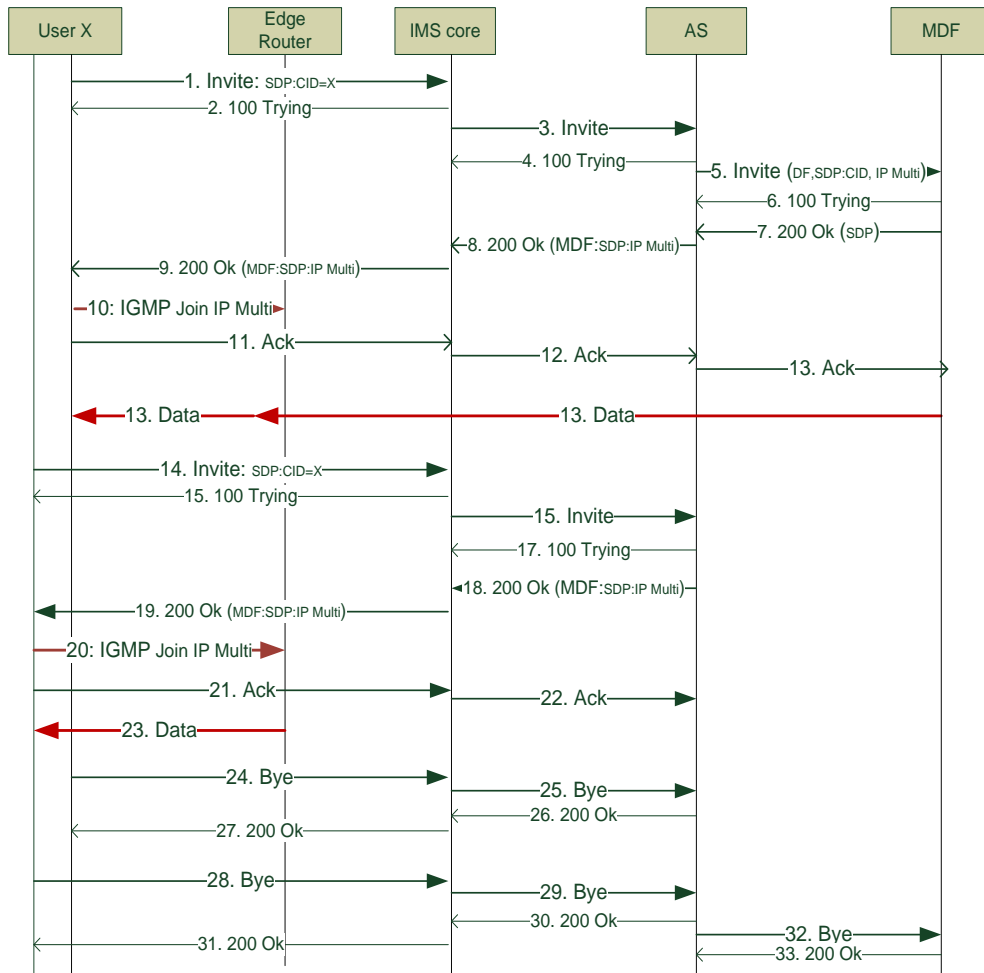 User X
Edge
Router
IMS core
AS
MDF
1. Invite: SDP:CID=X
2. 100 Trying
3. Invite
4. 100 Trying
5. Invite (DF,SDP:CID, IP Multi)
6. 100 Trying
7. 200 Ok (SDP)
8. 200 Ok (MDF:SDP:IP Multi)
9. 200 Ok (MDF:SDP:IP Multi)
10: IGMP Join IP Multi
11. Ack
12. Ack
13. Ack
13. Data
13. Data
14. Invite: SDP:CID=X
15. 100 Trying
15. Invite
17. 100 Trying
18. 200 Ok (MDF:SDP:IP Multi)
19. 200 Ok (MDF:SDP:IP Multi)
20: IGMP Join IP Multi
21. Ack
22. Ack
23. Data
24. Bye
25. Bye
26. 200 Ok
27. 200 Ok
28. Bye
29. Bye
30. 200 Ok
31. 200 Ok
32. Bye
33. 200 Ok